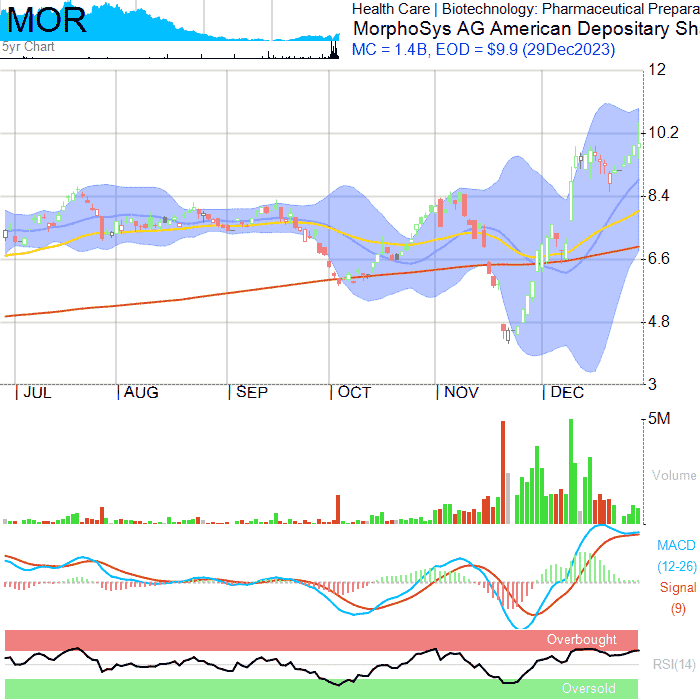 MOR
5yr Chart
Health Care | Biotechnology: Pharmaceutical Prepara
MorphoSys AG American Depositary Sh
MC = 1.4B, EOD = $9.9 (29Dec2023)
12
10.2
8.4
6.6
4.8
3
| JUL | AUG | SEP | OCT | NOV | DEC
5M
Volume
MACD
(12-26)
Signal
(9)
Overbought
RSI(14)
Oversold